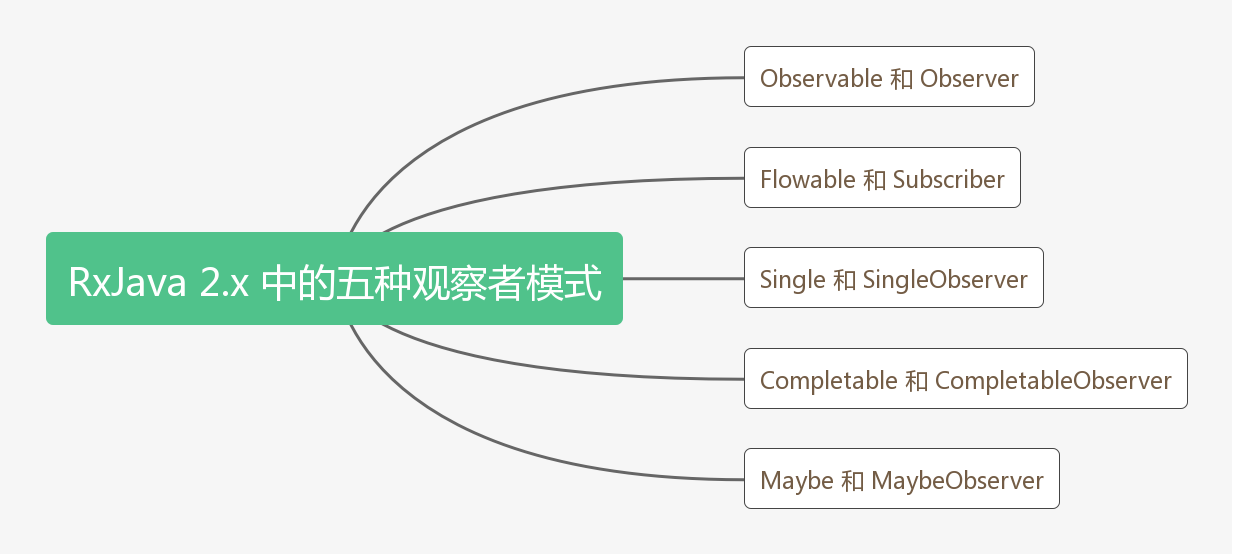 RxJava 2.x 中的五种观察者模式
Observable 和 Observer
Flowable 和 Subscriber
Single 和 SingleObserver
Completable 和 CompletableObserver
Maybe 和 MaybeObserver